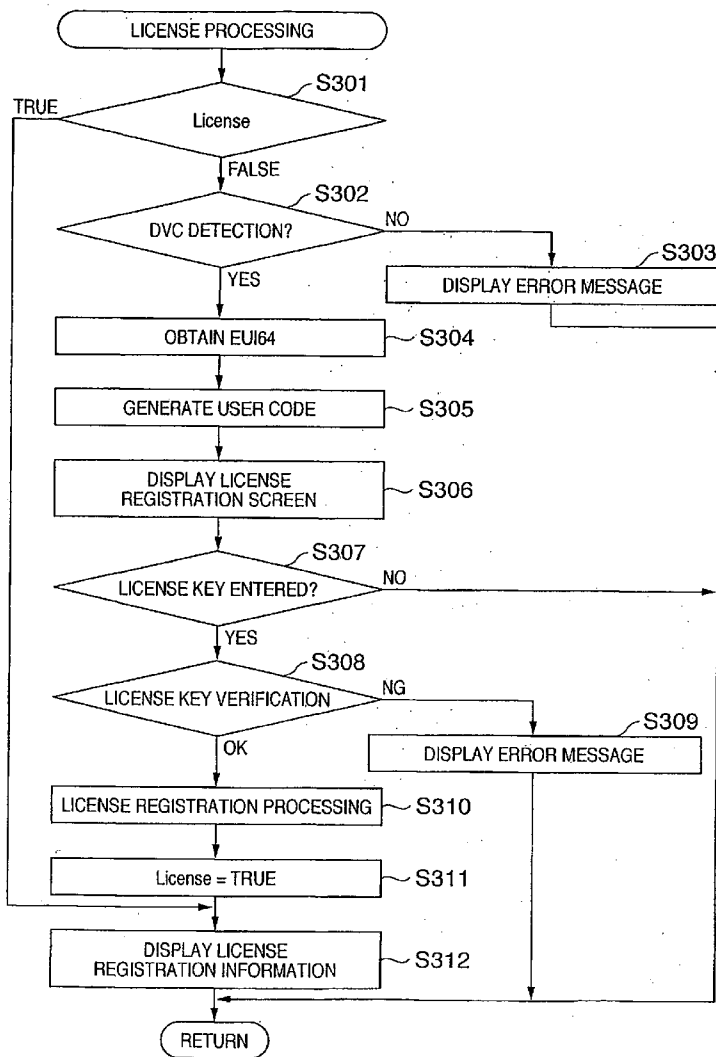 LICENSE PROCESSING
S301
TRUE
License
FALSE
S302
DVC DETECTION?
NO
S303
YES
DISPLAY ERROR MESSAGE
OBTAIN EUI64
S304
GENERATE USER CODE
S305
DISPLAY LICENSE
REGISTRATION SCREEN
S306
S307
LICENSE KEY ENTERED?
NO
YES
S308
LICENSE KEY VERIFICATION
NG
S309
OK
DISPLAY ERROR MESSAGE
LICENSE REGISTRATION PROCESSING
S310
License = TRUE
S311
DISPLAY LICENSE
REGISTRATION INFORMATION
S312
RETURN